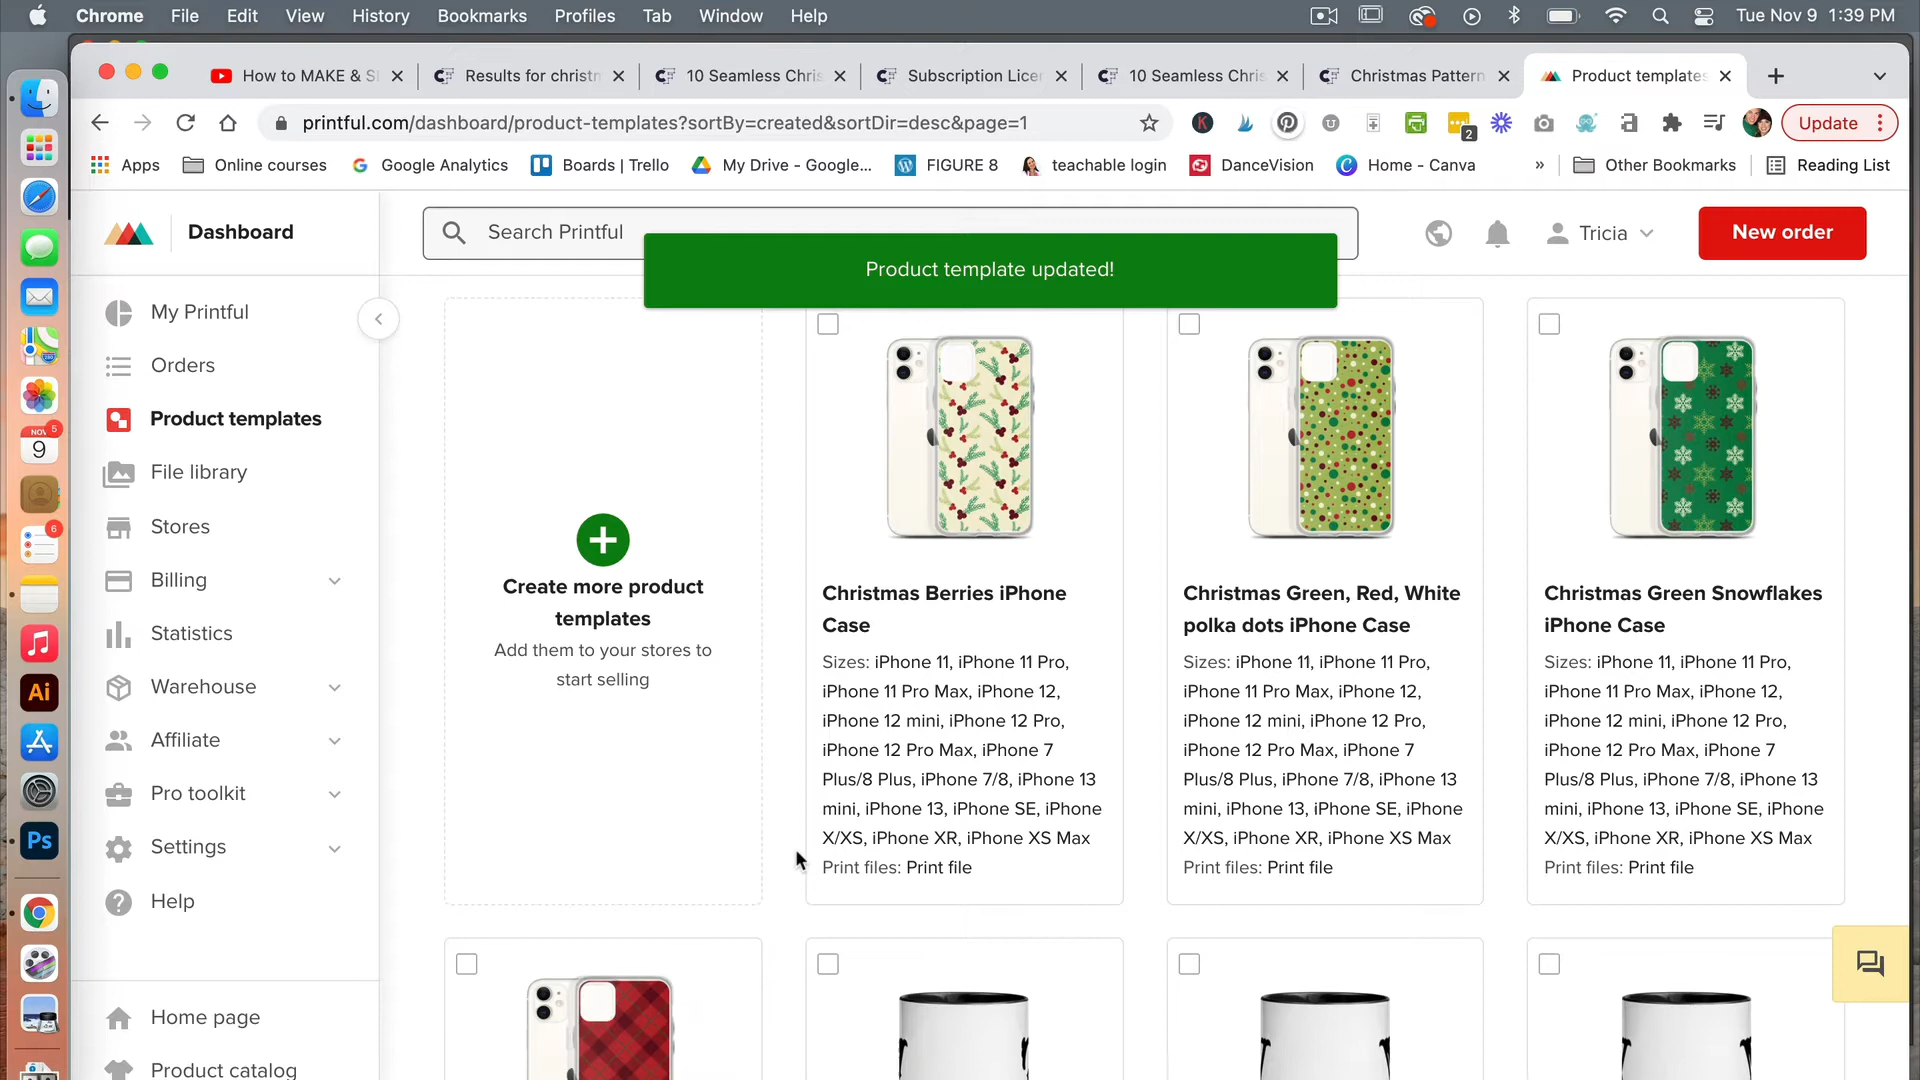 Chrome File Edit View History Bookmarks Profiles Tab Window Help
Tue Nov 9 1:39 PM
How to MAKE & S
Results for christm
10 Seamless Chris
Subscription Licen
10 Seamless Chris
Christmas Pattern
Product templates
printful.com/dashboard/product-templates?sortBy=created&sortDir=desc&page=1
2
Update
Apps
Online courses
Google Analytics
Boards | Trello
My Drive - Google...
FIGURE 8
teachable login
DanceVision
Home - Canva
»
Other Bookmarks
Reading List
Dashboard
Search Printful
Tricia
New order
Product template updated!
My Printful
Orders
Product templates
File library
Stores
Billing
Statistics
Warehouse
Affiliate
Pro toolkit
Settings
Help
Home page
Product catalog
Create more product
templates
Add them to your stores to
start selling
Christmas Berries iPhone
Case
Sizes: iPhone 11, iPhone 11 Pro,
iPhone 11 Pro Max, iPhone 12,
iPhone 12 mini, iPhone 12 Pro,
iPhone 12 Pro Max, iPhone 7
Plus/8 Plus, iPhone 7/8, iPhone 13
mini, iPhone 13, iPhone SE, iPhone
X/XS, iPhone XR, iPhone XS Max
Print files: Print file
Christmas Green, Red, White
polka dots iPhone Case
Sizes: iPhone 11, iPhone 11 Pro,
iPhone 11 Pro Max, iPhone 12,
iPhone 12 mini, iPhone 12 Pro,
iPhone 12 Pro Max, iPhone 7
Plus/8 Plus, iPhone 7/8, iPhone 13
mini, iPhone 13, iPhone SE, iPhone
X/XS, iPhone XR, iPhone XS Max
Print files: Print file
Christmas Green Snowflakes
iPhone Case
Sizes: iPhone 11, iPhone 11 Pro,
iPhone 11 Pro Max, iPhone 12,
iPhone 12 mini, iPhone 12 Pro,
iPhone 12 Pro Max, iPhone 7
Plus/8 Plus, iPhone 7/8, iPhone 13
mini, iPhone 13, iPhone SE, iPhone
X/XS, iPhone XR, iPhone XS Max
Print files: Print file
NOV 5
9
6
Ai
Ps